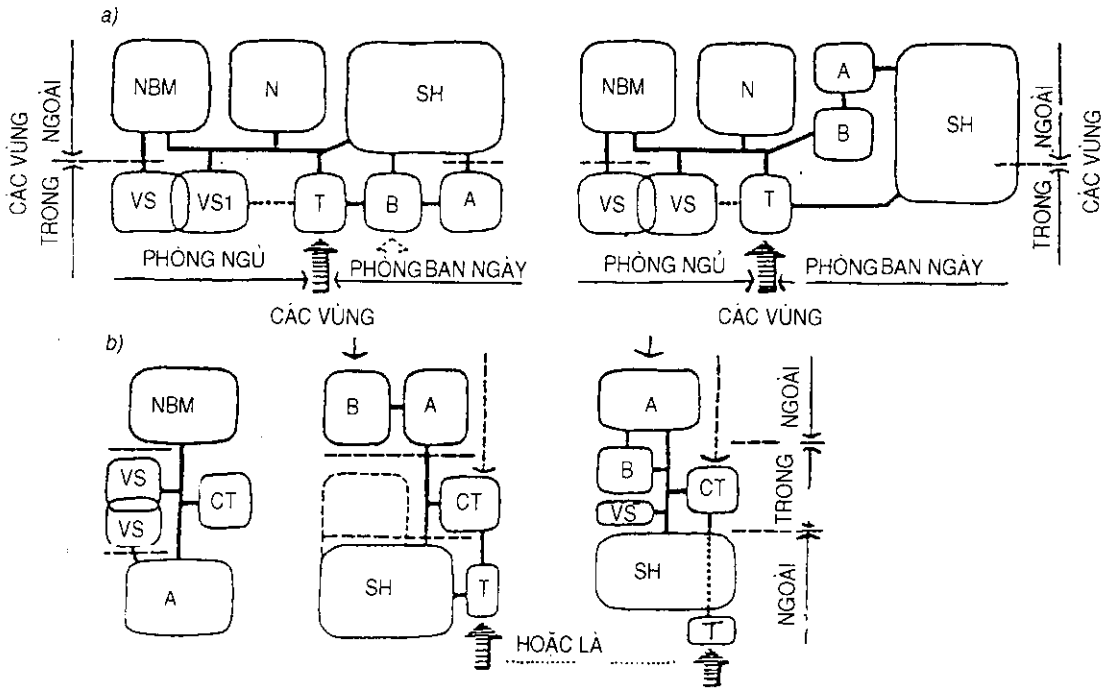 a)
CÁC VÙNG
NGOÀI
TRONG
NBM
N
SH
VS
VS1
T
B
A
PHÒNG NGỦ
PHÒNG BAN NGÀY
CÁC VÙNG
NBM
N
A
B
SH
VS
VS
T
NGOÀI
TRONG
CÁC VÙNG
PHÒNG NGỦ
PHÒNG BAN NGÀY
CÁC VÙNG
b)
NBM
VS
VS
CT
A
B
A
CT
SH
T
A
B
VS
CT
SH
T
NGOÀI
TRONG
NGOÀI
HOẶC LÀ